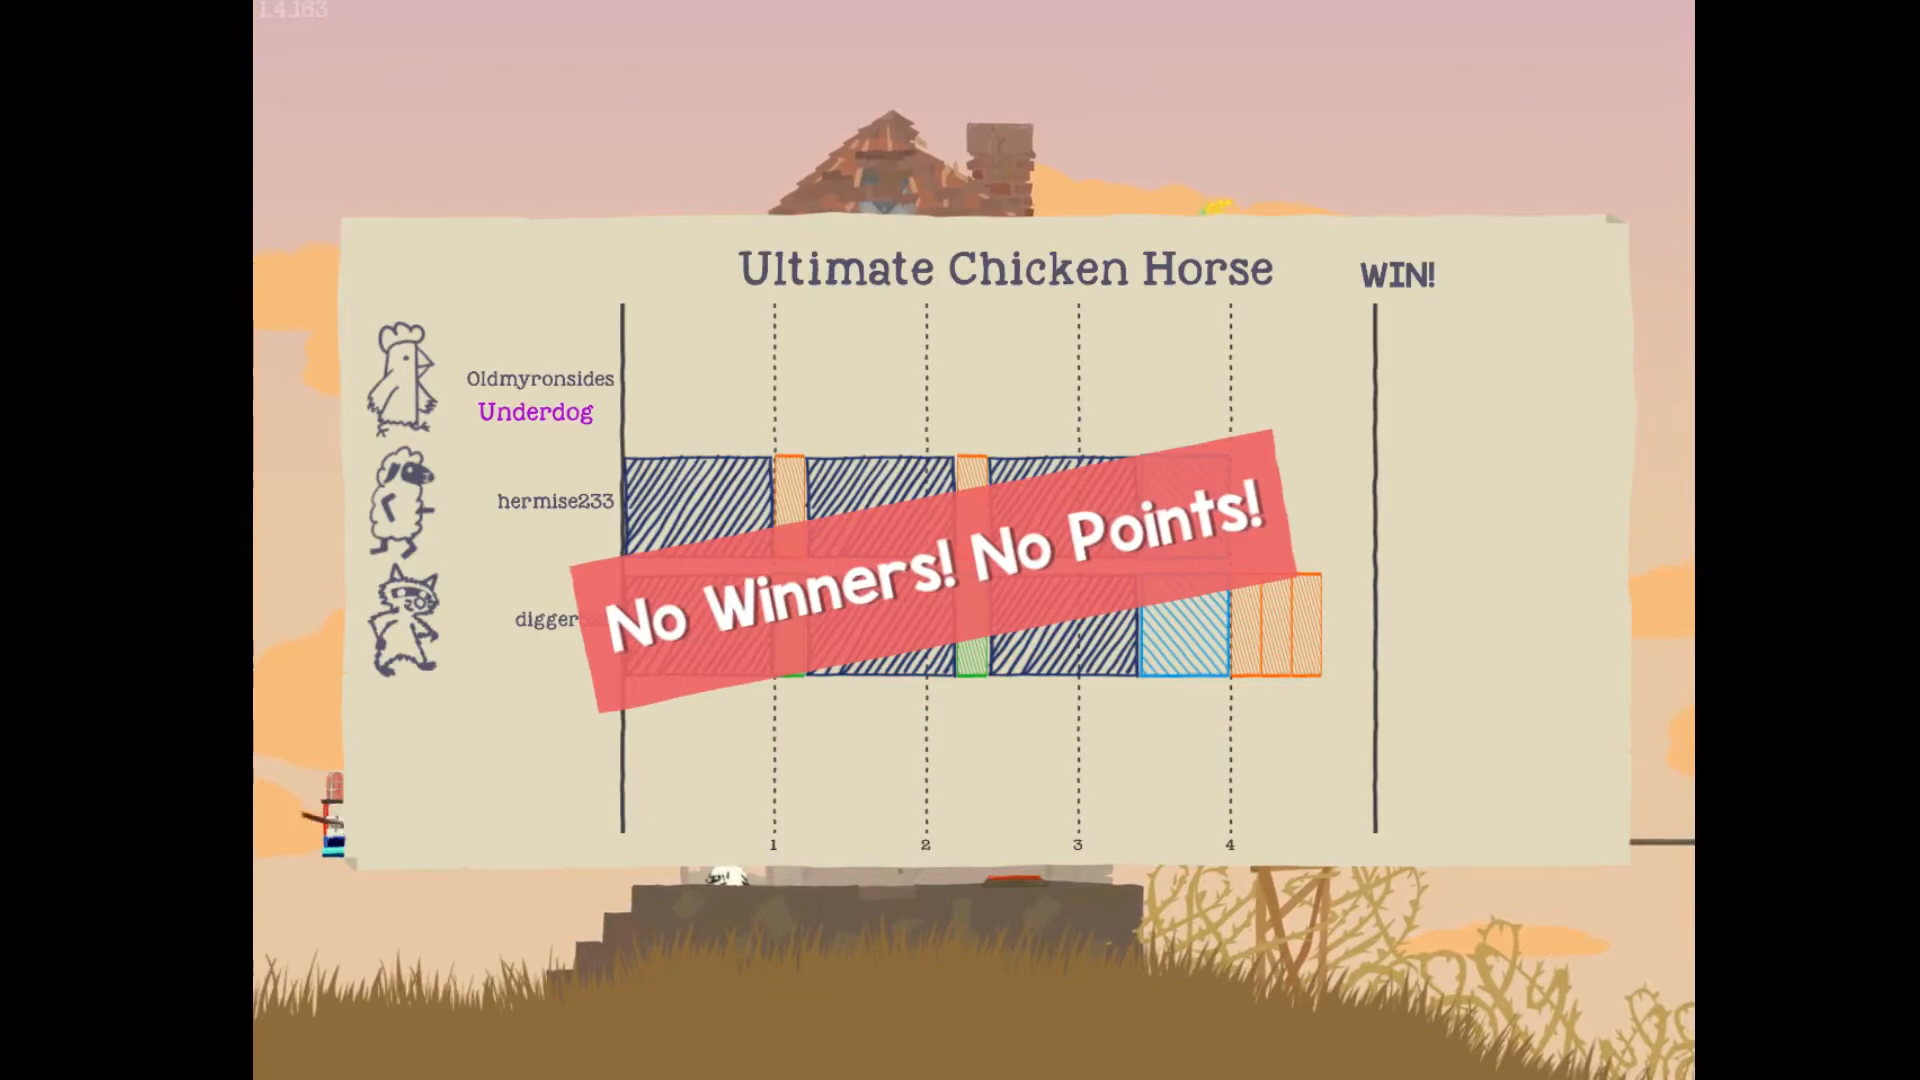 1.4.163
Ultimate Chicken Horse
WIN!
Oldmyronsides
Underdog
hermise233
digger
No Winners! No Points!
1
2
3
4